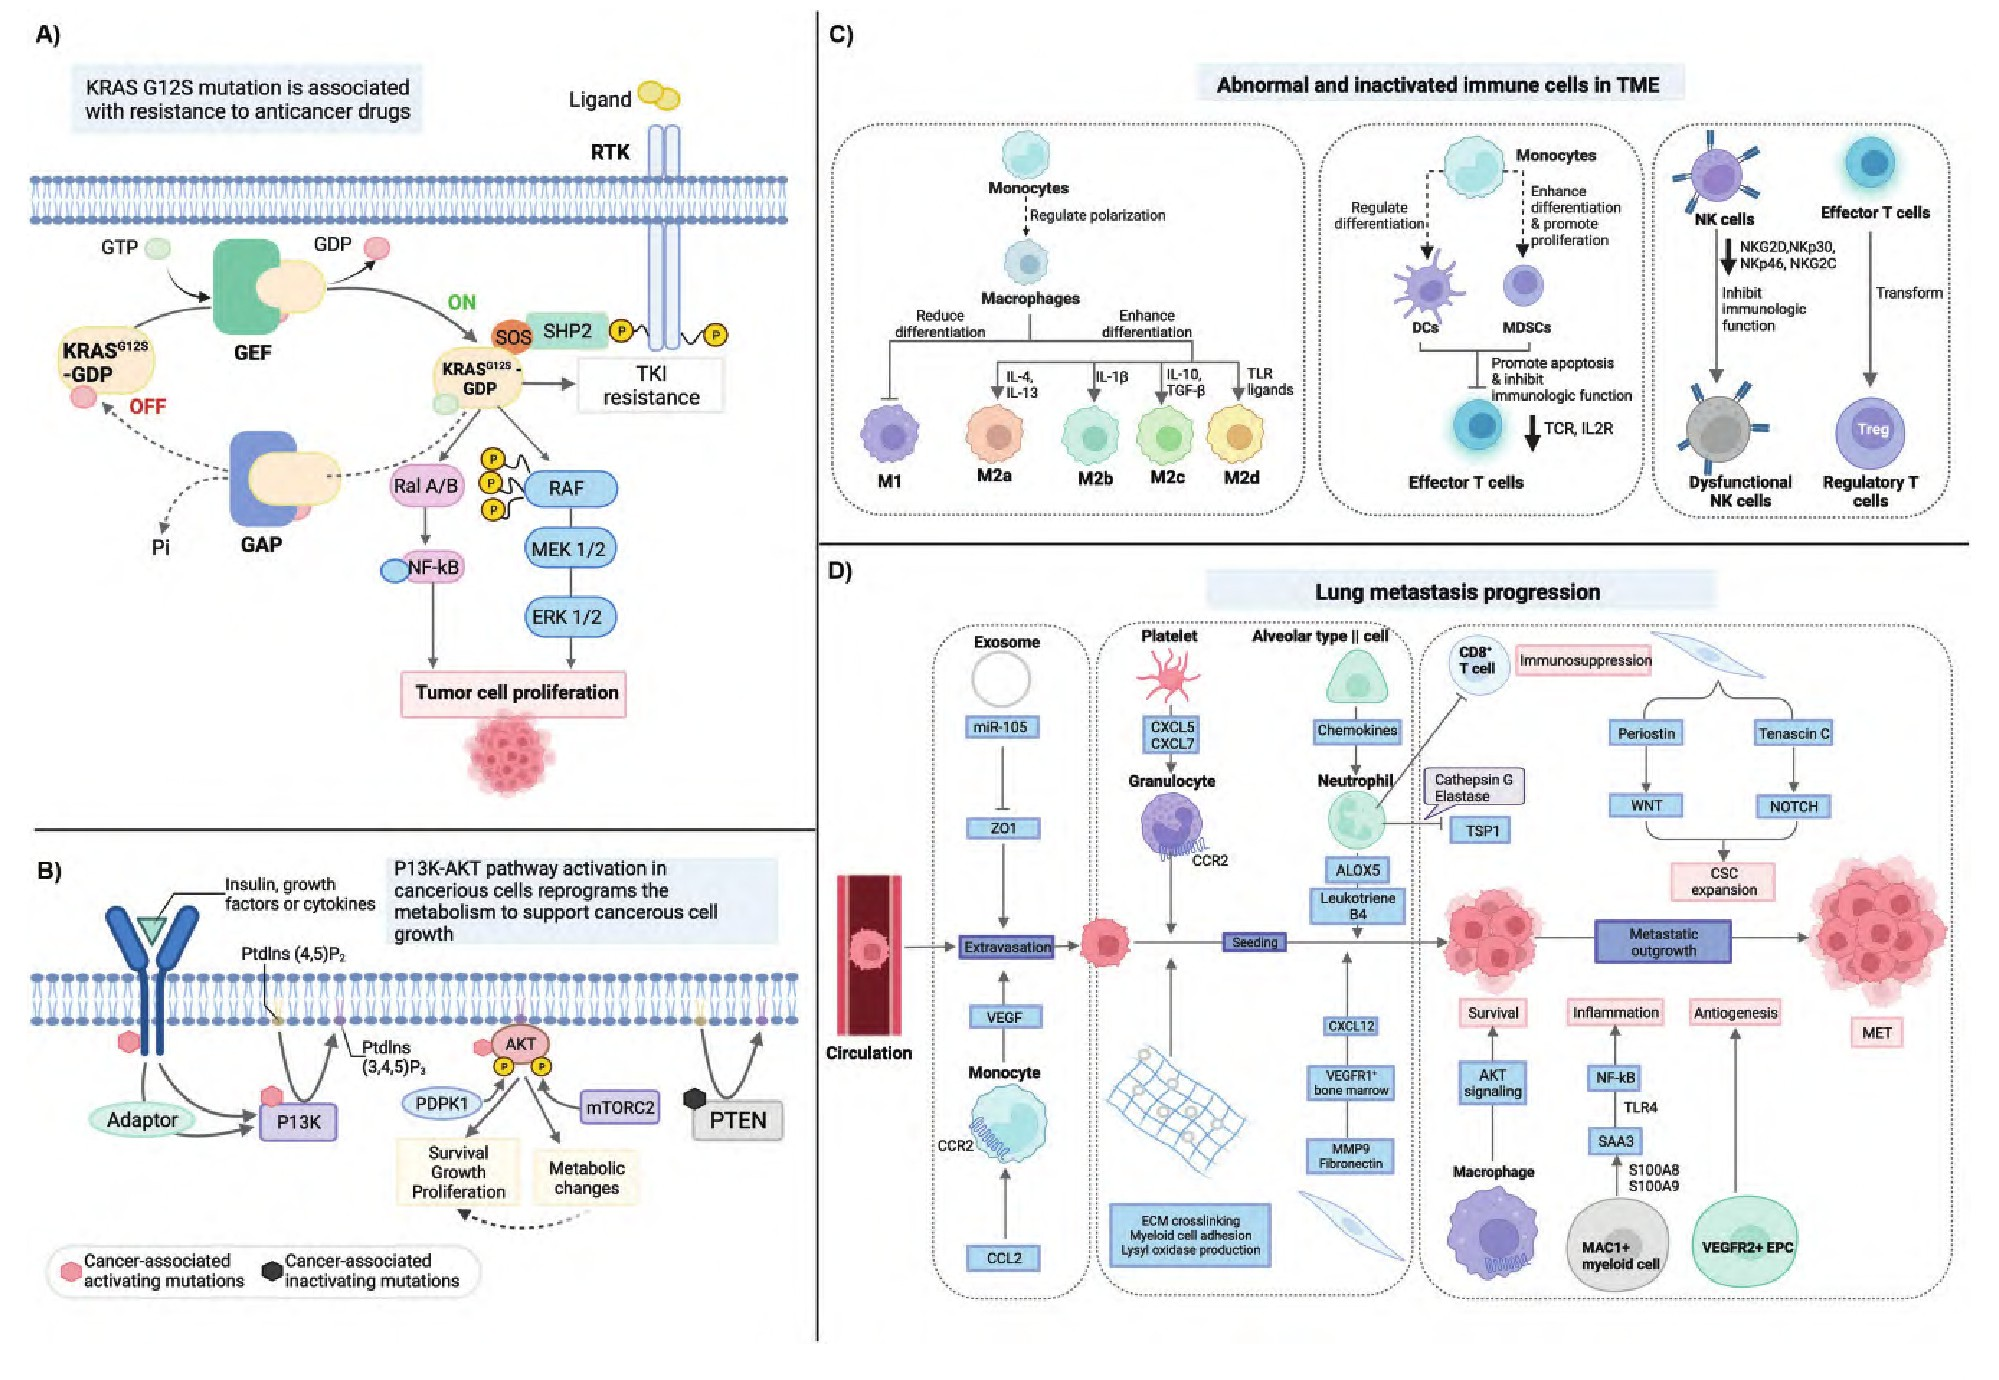 A)
KRAS G12S mutation is associated
with resistance to anticancer drugs
Ligand
RTK
GTP
GDP
ON
GEF
KRASG12S
-GDP
OFF
SOS
SHP2
P
P
KRASG12S -
GDP
TKI
resistance
GAP
Pi
P
P
P
Ral A/B
RAF
NF-kB
MEK 1/2
ERK 1/2
Tumor cell proliferation
B)
P13K-AKT pathway activation in
cancerious cells reprograms the
metabolism to support cancerous cell
growth
Insulin, growth
factors or cytokines
PtdIns (4,5)P2
PtdIns
(3,4,5)P3
Adaptor
P13K
AKT
P
P
PDPK1
mTORC2
PTEN
Survival
Growth
Proliferation
Metabolic
changes
Cancer-associated
activating mutations
Cancer-associated
inactivating mutations
C)
Abnormal and inactivated immune cells in TME
Monocytes
Regulate polarization
Macrophages
Reduce
differentiation
Enhance
differentiation
IL-4,
IL-13
IL-1β
IL-10,
TGF-β
TLR
ligands
M1
M2a
M2b
M2c
M2d
Monocytes
Regulate
differentiation
Enhance
differentiation
& promote
proliferation
DCs
MDSCs
Promote apoptosis
& inhibit
immunologic function
TCR, IL2R
Effector T cells
NK cells
NKG2D,NKp30,
NKp46, NKG2C
Inhibit
immunologic
function
Dysfunctional
NK cells
Effector T cells
Transform
Treg
Regulatory T
cells
D)
Lung metastasis progression
Circulation
Exosome
miR-105
ZO1
Extravasation
VEGF
Monocyte
CCR2
CCL2
Platelet
CXCL5
CXCL7
Granulocyte
CCR2
Seeding
ECM crosslinking
Myeloid cell adhesion
Lysyl oxidase production
Alveolar type || cell
Chemokines
Neutrophil
ALOX5
Leukotriene
B4
CXCL12
VEGFR1+
bone marrow
MMP9
Fibronectin
CD8+
T cell
Immunosuppression
Cathepsin G
Elastase
TSP1
Periostin
Tenascin C
WNT
NOTCH
CSC
expansion
Metastatic
outgrowth
Survival
Inflammation
Antiogenesis
MET
AKT
signaling
NF-kB
TLR4
SAA3
S100A8
S100A9
Macrophage
MAC1+
myeloid cell
VEGFR2+ EPC